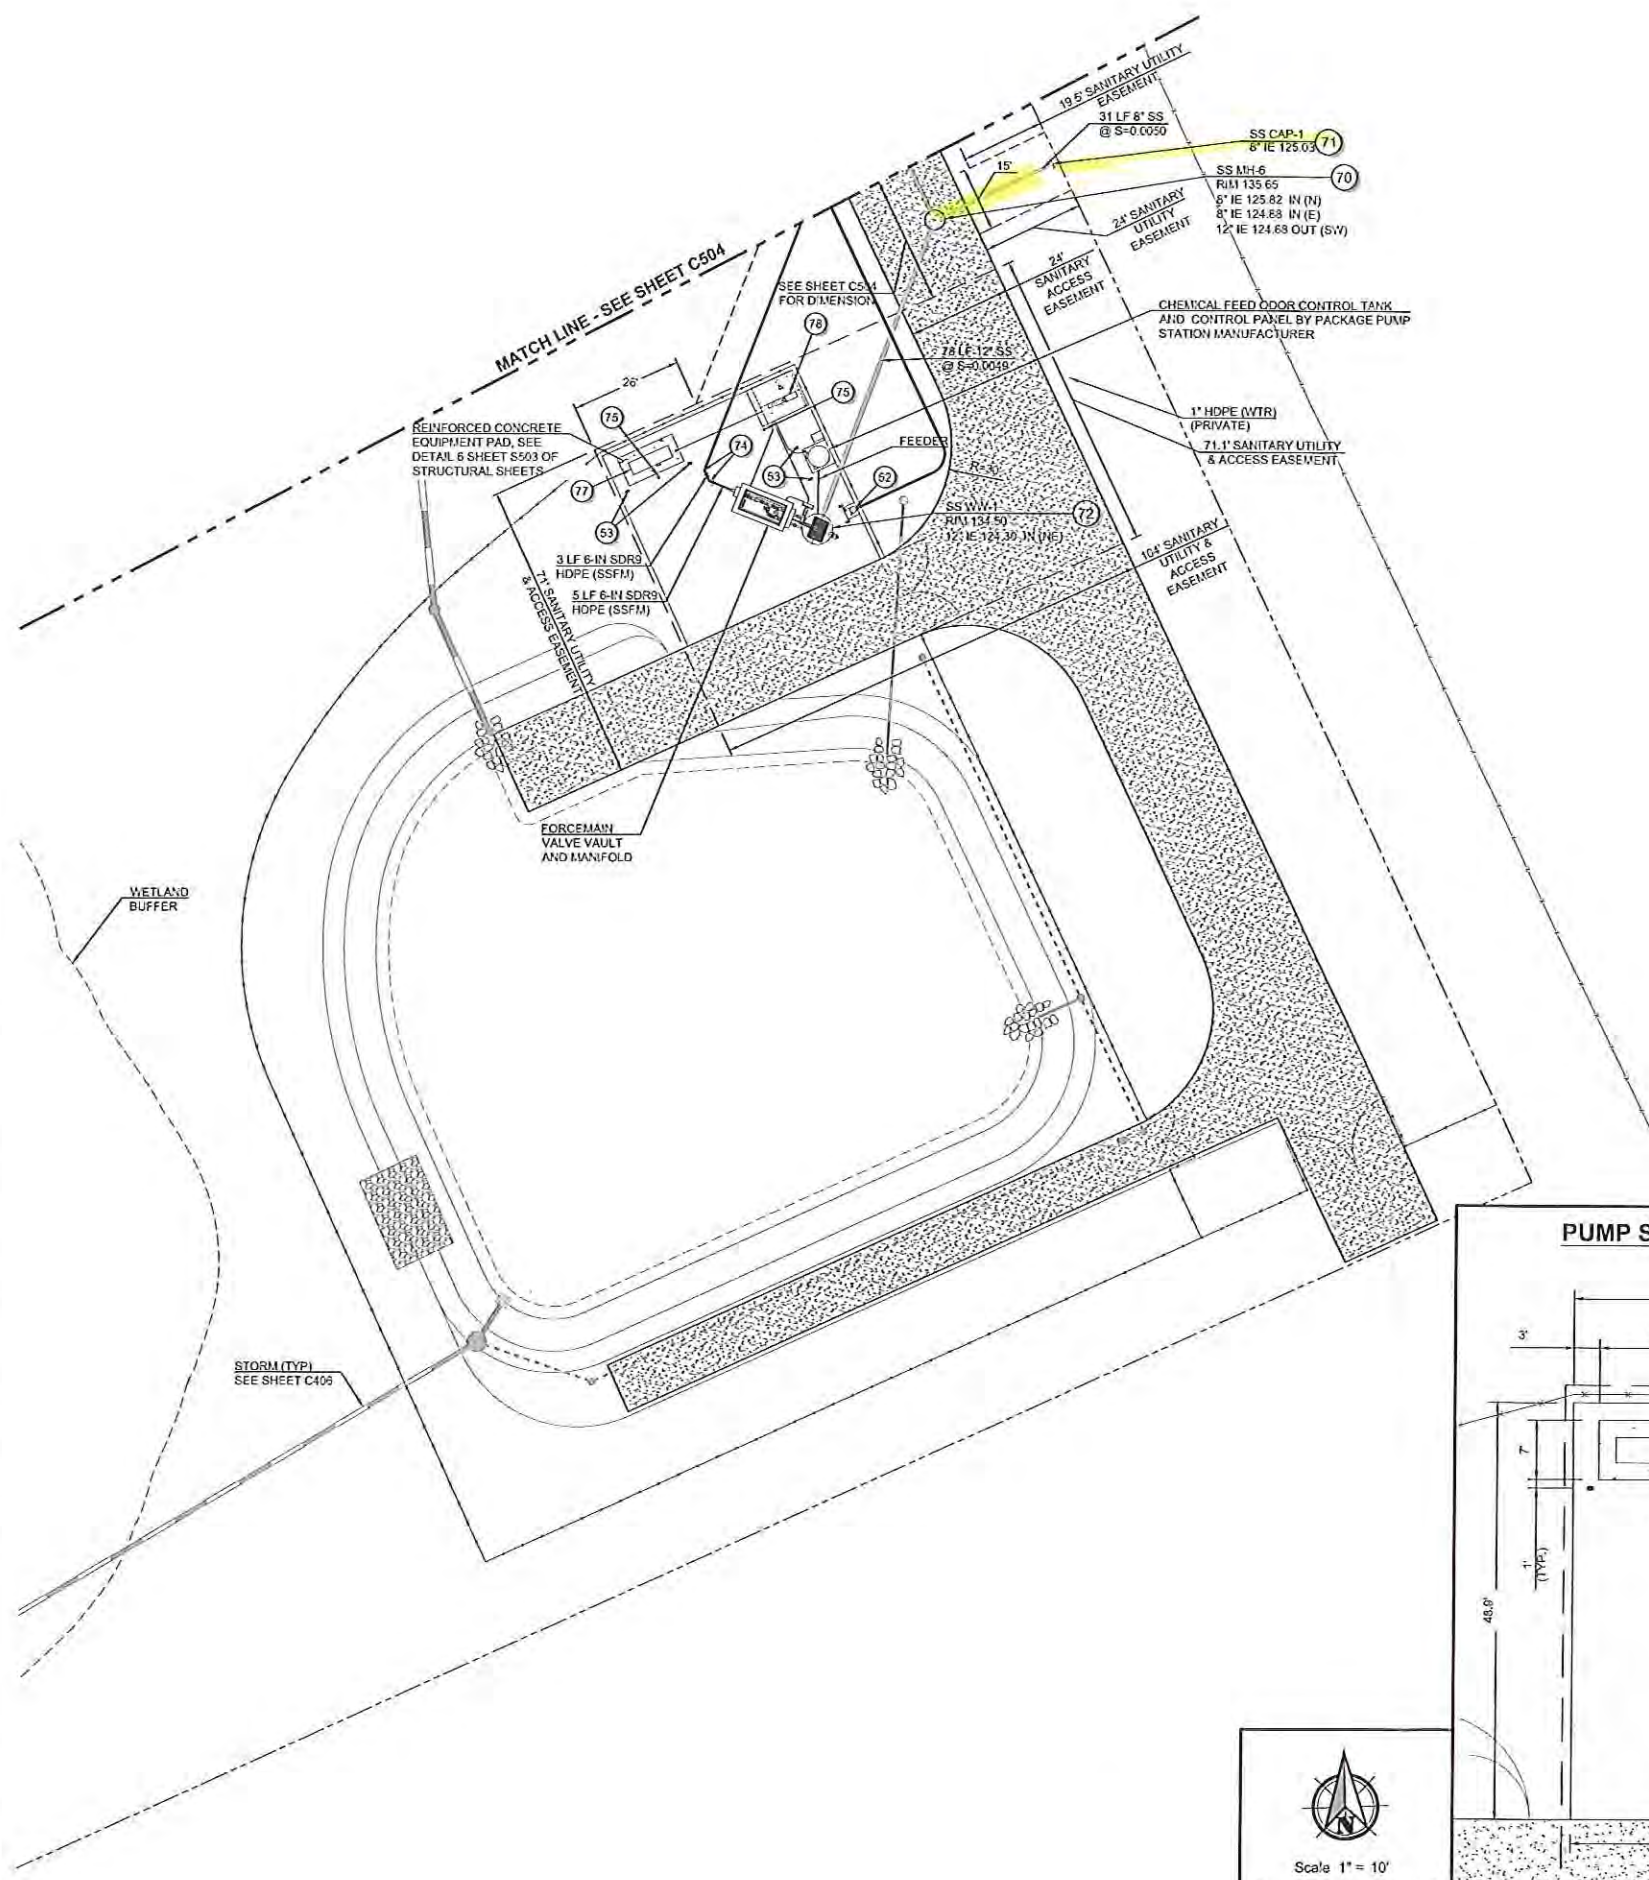 19.5' SANITARY UTILITY
EASEMENT
31 LF 8" SS
@ S=0.0050
SS CAP-1
8" IE 125.03
71
15'
SS MH-6
RIM 135.65
8" IE 125.82 IN (N)
8" IE 124.88 IN (E)
12" IE 124.68 OUT (SW)
70
24' SANITARY
UTILITY
EASEMENT
24'
SANITARY
ACCESS
EASEMENT
MATCH LINE - SEE SHEET C504
SEE SHEET C504
FOR DIMENSION
78
CHEMICAL FEED ODOR CONTROL TANK
AND CONTROL PANEL BY PACKAGE PUMP
STATION MANUFACTURER
78 LF 12" SS
@ S=0.0049
26'
75
75
1" HDPE (WTR)
(PRIVATE)
REINFORCED CONCRETE
EQUIPMENT PAD, SEE
DETAIL 6 SHEET S503 OF
STRUCTURAL SHEETS
74
FEEDER
71.1' SANITARY UTILITY
& ACCESS EASEMENT
77
53
52
53
SS WW-1
RIM 134.50
12" IE 124.30 IN (NE)
72
3 LF 6-IN SDR9
HDPE (SSFM)
5 LF 6-IN SDR9
HDPE (SSFM)
71' SANITARY UTILITY
& ACCESS EASEMENT
104' SANITARY
UTILITY &
ACCESS
EASEMENT
FORCEMAIN
VALVE VAULT
AND MANIFOLD
WETLAND
BUFFER
STORM (TYP)
SEE SHEET C406
PUMP S
3'
7'
1'
(TYP.)
48.9'
N
Scale 1" = 10'